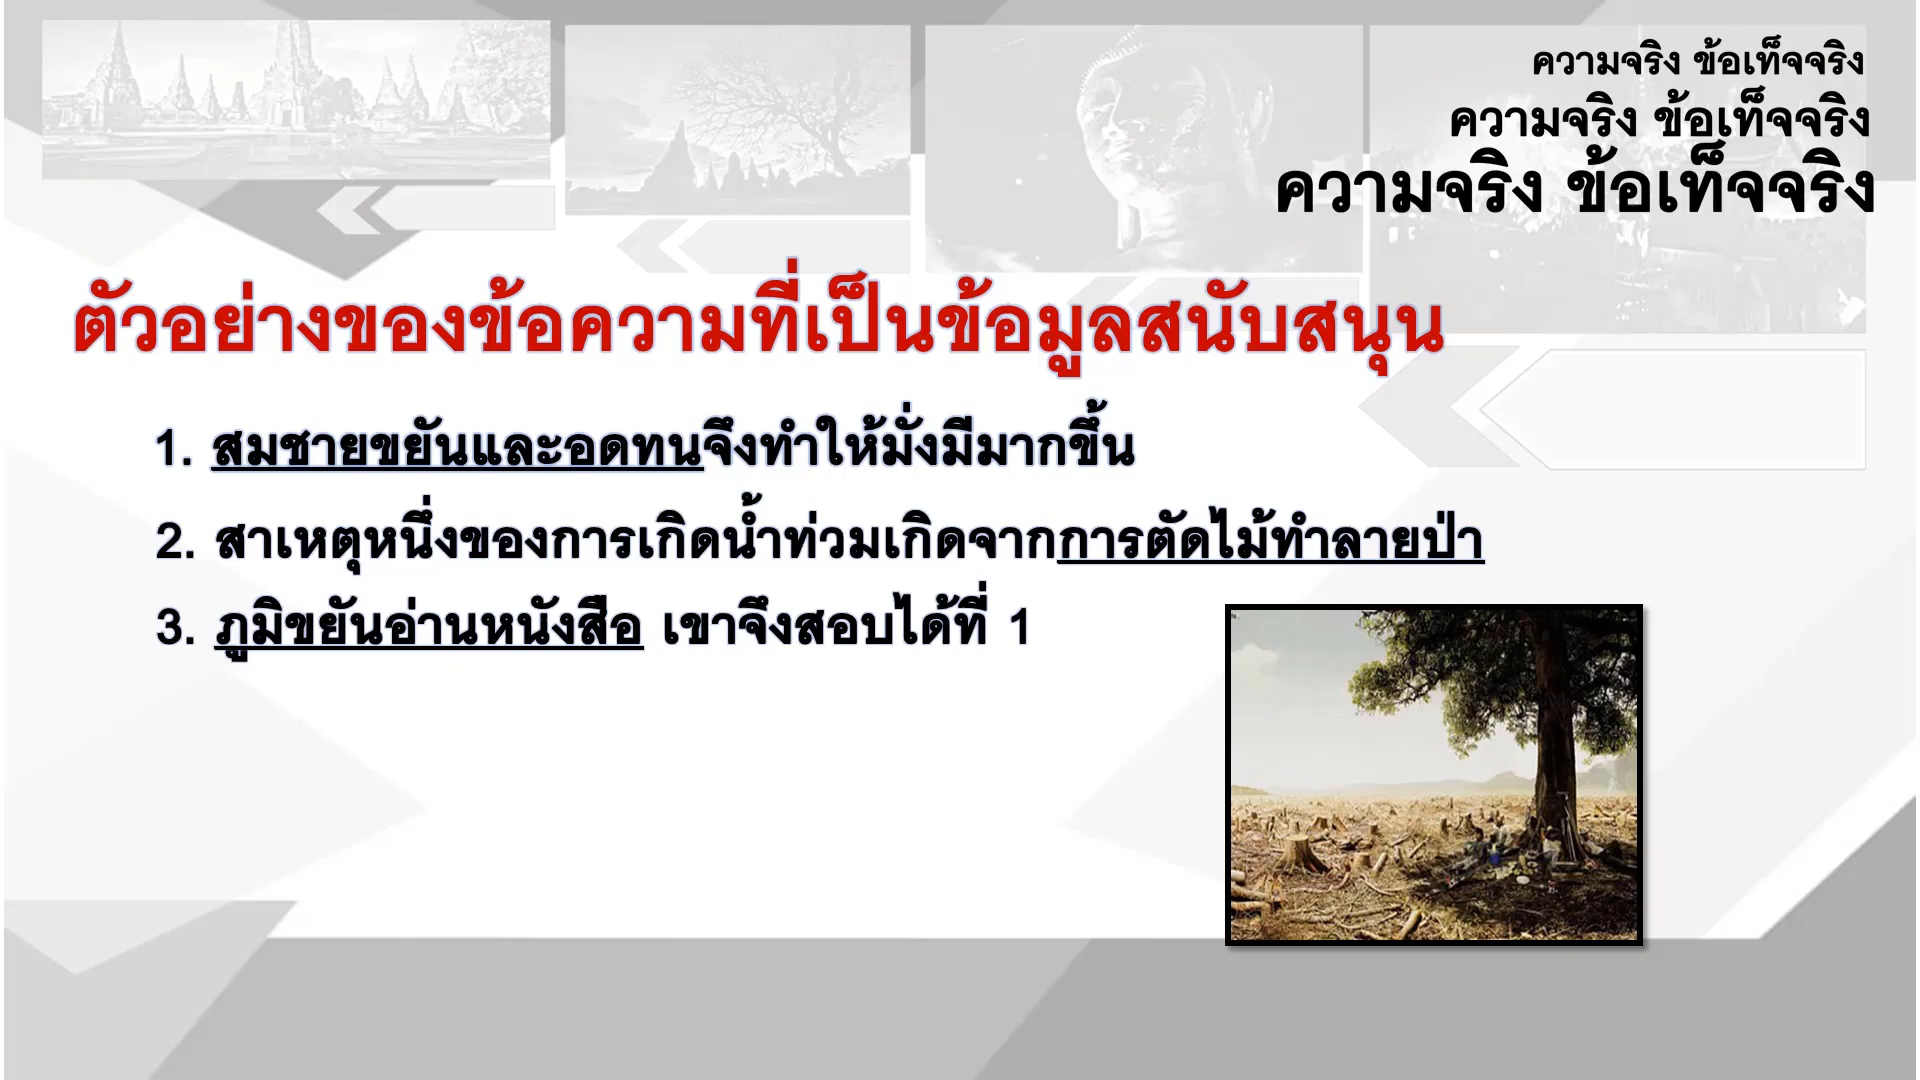 ความจริง ข้อเท็จจริง
ความจริง ข้อเท็จจริง
ความจริง ข้อเท็จจริง
ตัวอย่างของข้อความที่เป็นข้อมูลสนับสนุน
1. สมชายขยันและอดทนจึงทำให้มั่งมีมากขึ้น
2. สาเหตุหนึ่งของการเกิดน้ำท่วมเกิดจากการตัดไม้ทำลายป่า
3. ภูมิขยันอ่านหนังสือ เขาจึงสอบได้ที่ 1